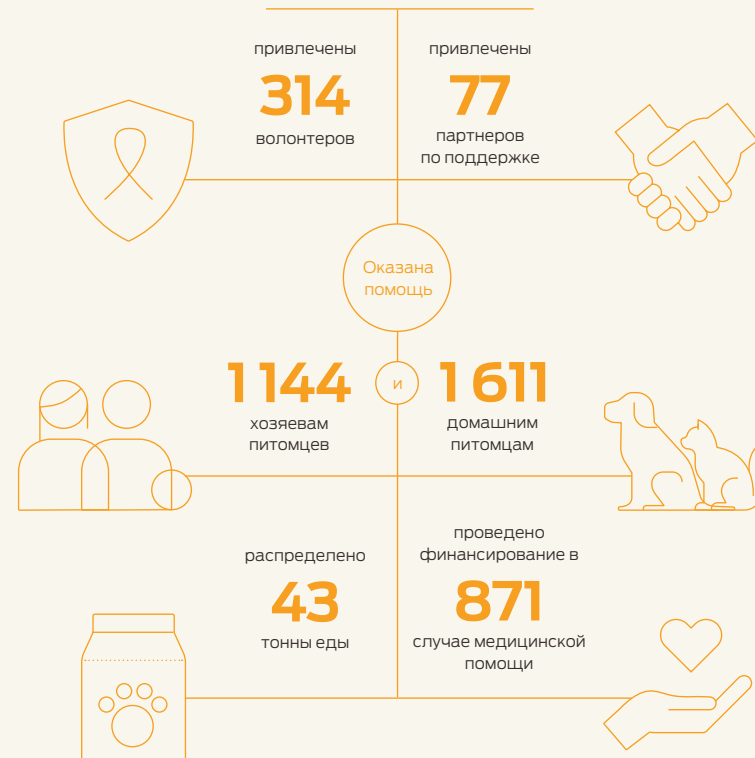 привлечены
314
волонтеров
привлечены
77
партнеров
по поддержке
Оказана
помощь
1 144
хозяевам
питомцев
и
1 611
домашним
питомцам
распределено
43
тонны еды
проведено
финансирование в
871
случае медицинской
помощи